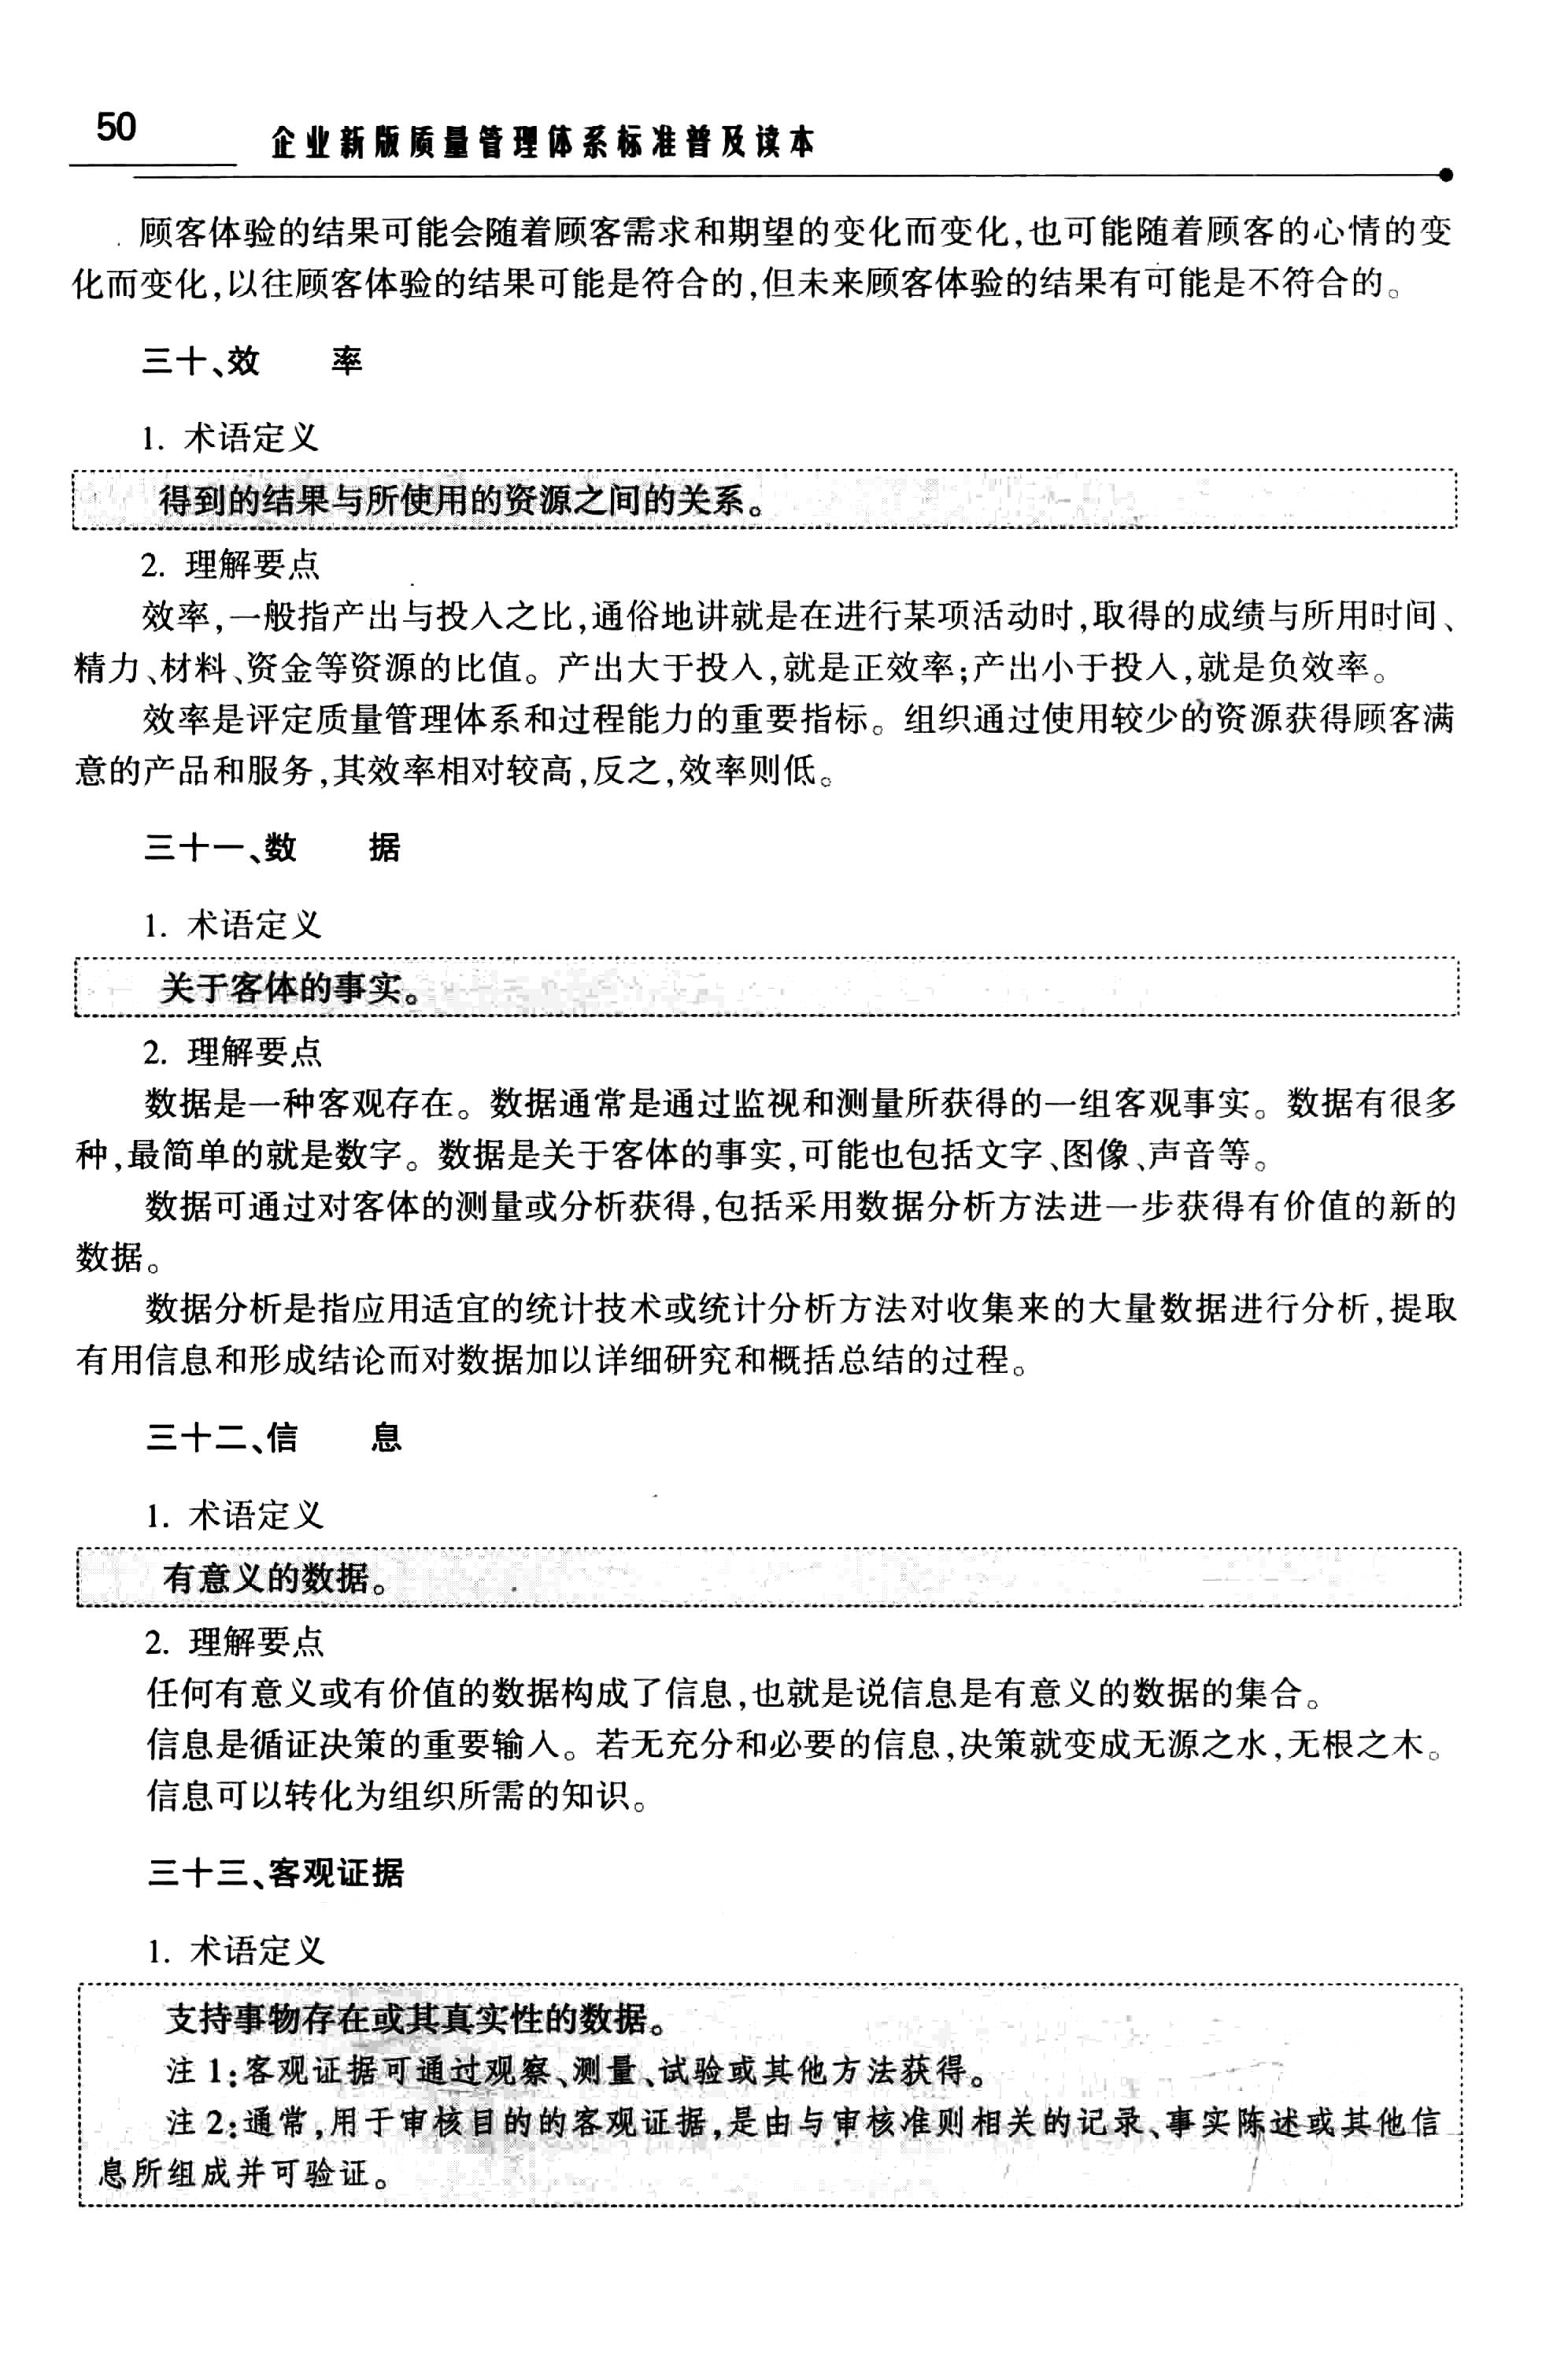 50
企业新版质量管理体系标准普及读本
顾客体验的结果可能会随着顾客需求和期望的变化而变化,也可能随着顾客的心情的变
化而变化,以往顾客体验的结果可能是符合的,但未来顾客体验的结果有可能是不符合的。
三十、效 率
1. 术语定义
得到的结果与所使用的资源之间的关系。
2. 理解要点
效率,一般指产出与投入之比,通俗地讲就是在进行某项活动时,取得的成绩与所用时间、
精力、材料、资金等资源的比值。产出大于投入,就是正效率;产出小于投入,就是负效率。
效率是评定质量管理体系和过程能力的重要指标。组织通过使用较少的资源获得顾客满
意的产品和服务,其效率相对较高,反之,效率则低。
三十一、数 据
1. 术语定义
关于客体的事实。
2. 理解要点
数据是一种客观存在。数据通常是通过监视和测量所获得的一组客观事实。数据有很多
种,最简单的就是数字。数据是关于客体的事实,可能也包括文字、图像、声音等。
数据可通过对客体的测量或分析获得,包括采用数据分析方法进一步获得有价值的新的
数据。
数据分析是指应用适宜的统计技术或统计分析方法对收集来的大量数据进行分析,提取
有用信息和形成结论而对数据加以详细研究和概括总结的过程。
三十二、信 息
1. 术语定义
有意义的数据。
2. 理解要点
任何有意义或有价值的数据构成了信息,也就是说信息是有意义的数据的集合。
信息是循证决策的重要输入。若无充分和必要的信息,决策就变成无源之水,无根之木。
信息可以转化为组织所需的知识。
三十三、客观证据
1. 术语定义
支持事物存在或其真实性的数据。
注 1:客观证据可通过观察、测量、试验或其他方法获得。
注 2:通常,用于审核目的的客观证据,是由与审核准则相关的记录、事实陈述或其他信
息所组成并可验证。